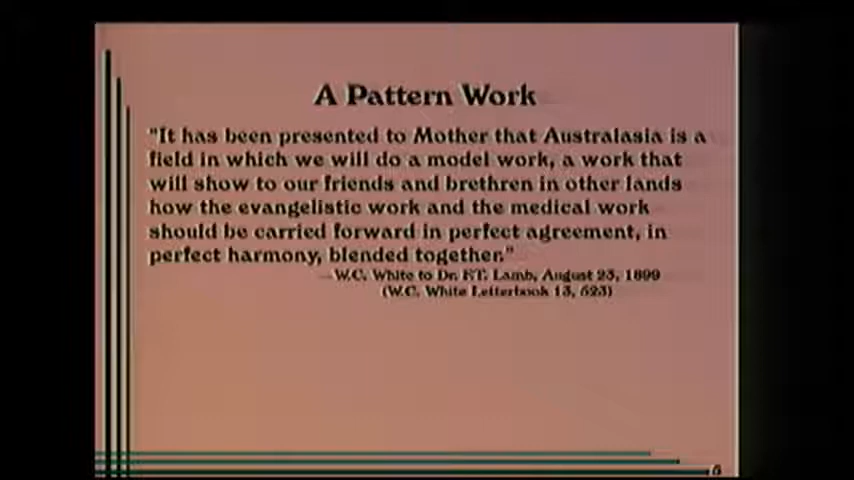 A Pattern Work
"It has been presented to Mother that Australasia is a
field in which we will do a model work, a work that
will show to our friends and brethren in other lands
how the evangelistic work and the medical work
should be carried forward in perfect agreement, in
perfect harmony, blended together."
—W.C. White to Dr. F.T. Lamb, August 23, 1899
(W.C. White Letterbook 13, 523)
6